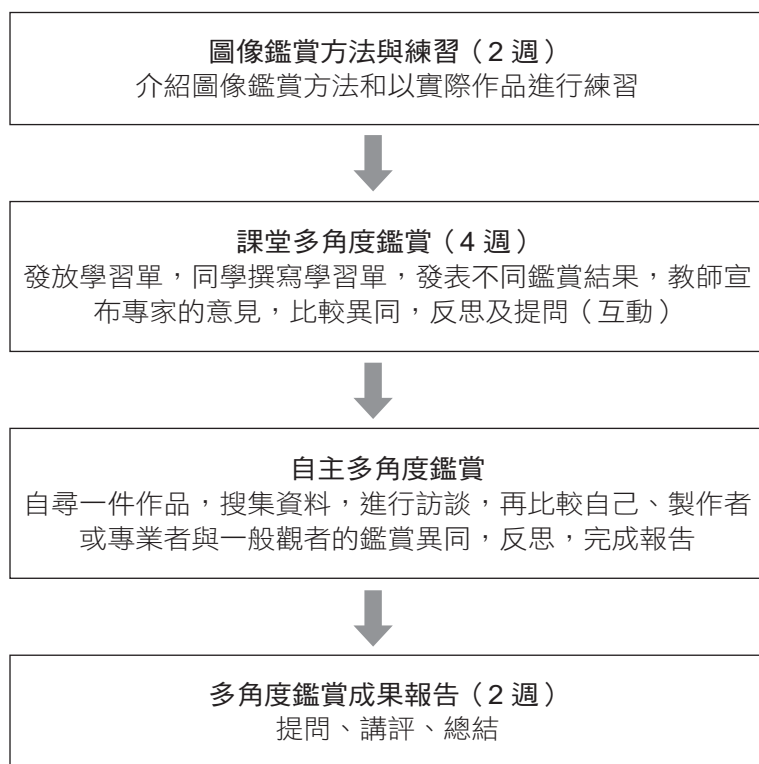 圖像鑑賞方法與練習（2 週）
介紹圖像鑑賞方法和以實際作品進行練習
課堂多角度鑑賞（4 週）
發放學習單，同學撰寫學習單，發表不同鑑賞結果，教師宣
布專家的意見，比較異同，反思及提問（互動）
自主多角度鑑賞
自尋一件作品，搜集資料，進行訪談，再比較自己、製作者
或專業者與一般觀者的鑑賞異同，反思，完成報告
多角度鑑賞成果報告（2 週）
提問、講評、總結